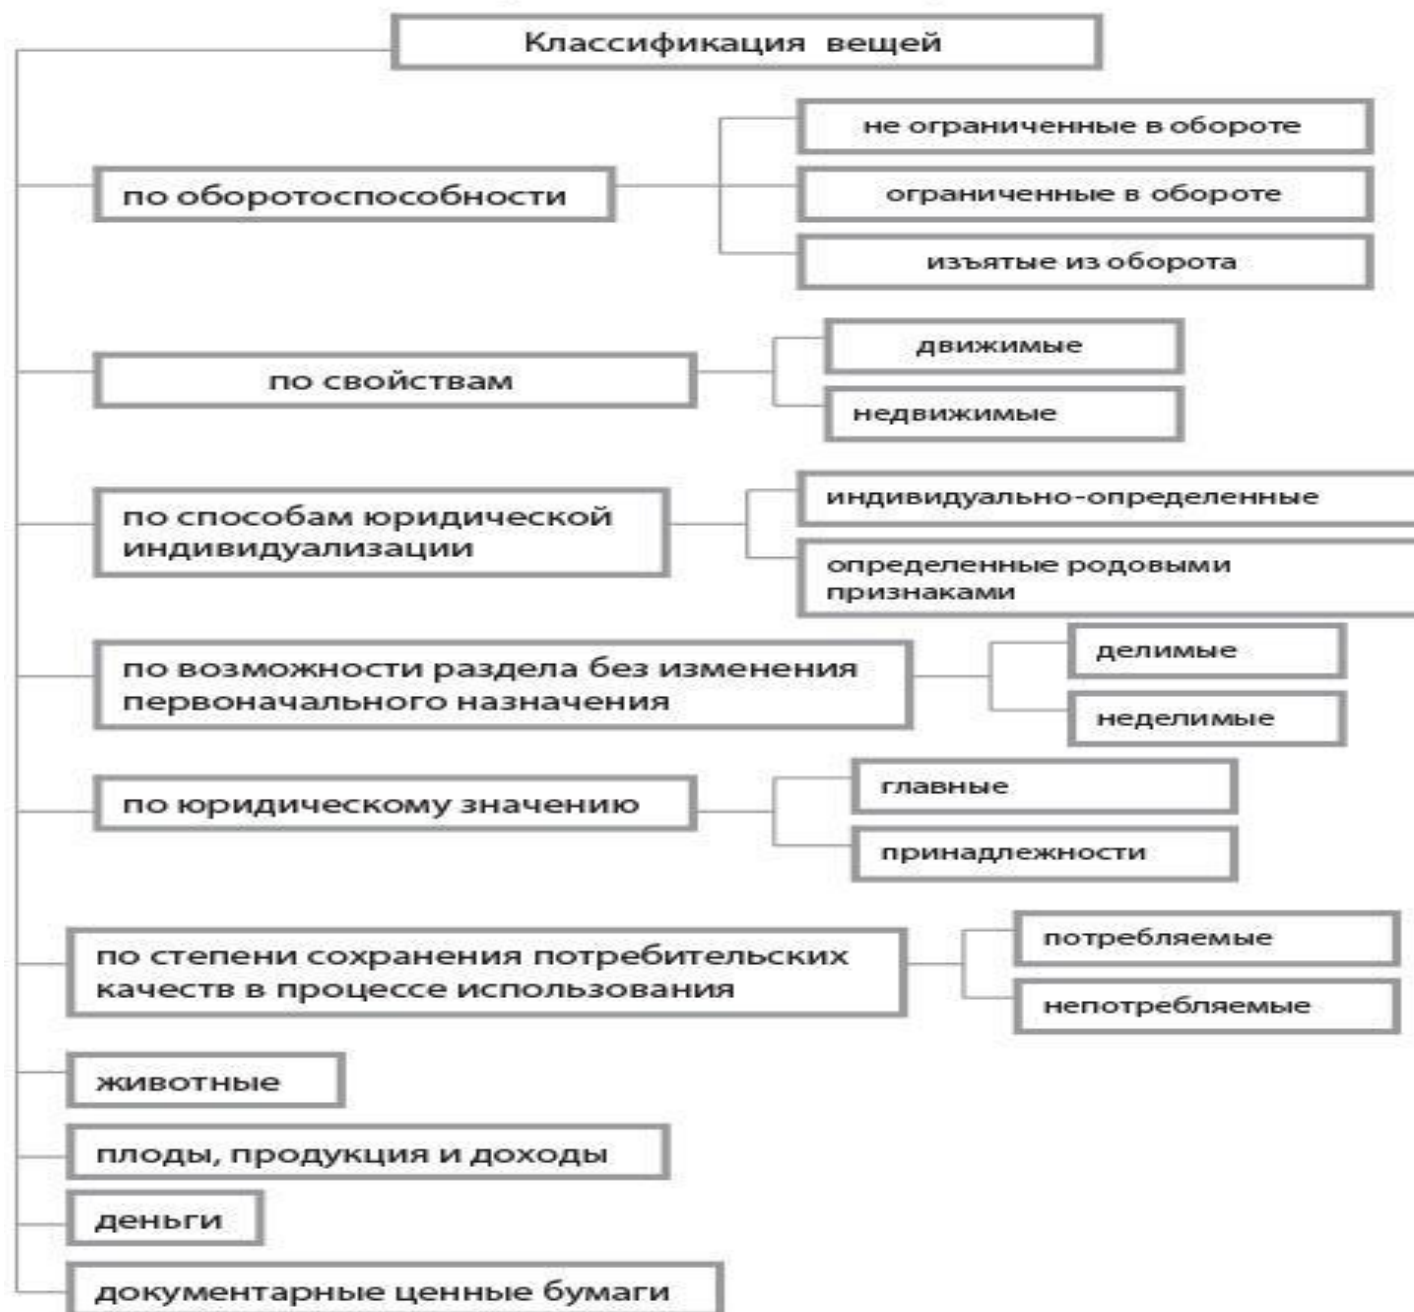 Классификация вещей
по оборотоспособности
не ограниченные в обороте
ограниченные в обороте
изъятые из оборота
по свойствам
движимые
недвижимые
по способам юридической
индивидуализации
индивидуально-определенные
определенные родовыми
признаками
по возможности раздела без изменения
первоначального назначения
делимые
неделимые
по юридическому значению
главные
принадлежности
по степени сохранения потребительских
качеств в процессе использования
потребляемые
непотребляемые
животные
плоды, продукция и доходы
деньги
документарные ценные бумаги